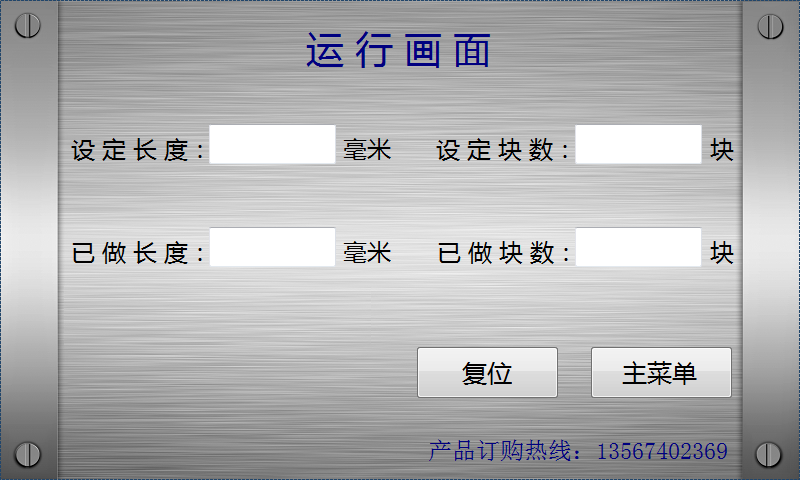 运行画面
设定长度: 毫米 设定块数: 块
已做长度: 毫米 已做块数: 块
复位 主菜单
产品订购热线：13567402369